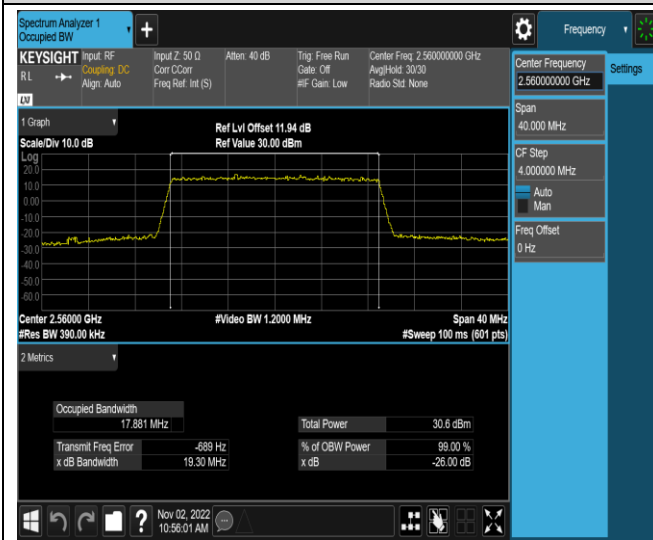 Spectrum Analyzer 1
Occupied BW
+
Frequency
KEYSIGHT
RL
LXI
Input: RF
Coupling: DC
Align: Auto
Input Z: 50 Ω
Corr CCorr
Freq Ref: Int (S)
Atten: 40 dB
Trig: Free Run
Gate: Off
#IF Gain: Low
Center Freq: 2.560000000 GHz
Avg|Hold: 30/30
Radio Std: None
Center Frequency
2.560000000 GHz
Settings
Span
40.000 MHz
CF Step
4.000000 MHz
Auto
Man
Freq Offset
0 Hz
1 Graph
Scale/Div 10.0 dB
Ref Lvl Offset 11.94 dB
Ref Value 30.00 dBm
Log
20.0
10.0
0.00
-10.0
-20.0
-30.0
-40.0
-50.0
-60.0
Center 2.56000 GHz
#Res BW 390.00 kHz
#Video BW 1.2000 MHz
Span 40 MHz
#Sweep 100 ms (601 pts)
2 Metrics
Occupied Bandwidth
17.881 MHz
Total Power 30.6 dBm
Transmit Freq Error -689 Hz
% of OBW Power 99.00 %
x dB Bandwidth 19.30 MHz
x dB -26.00 dB
?
Nov 02, 2022
10:56:01 AM